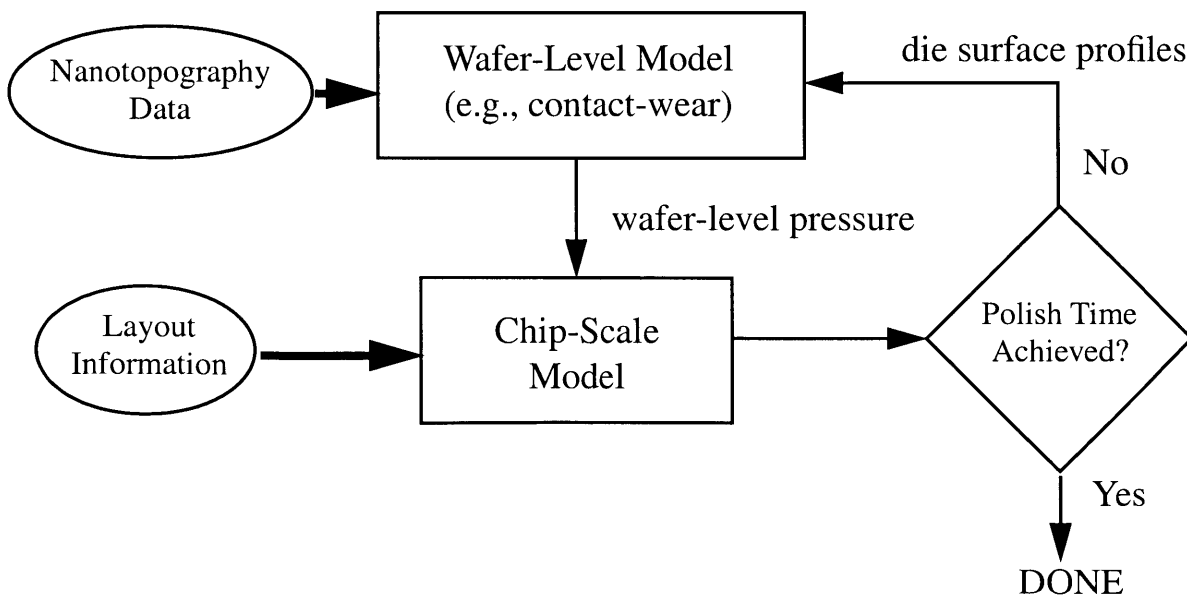 Nanotopography
Data
Wafer-Level Model
(e.g., contact-wear)
die surface profiles
No
wafer-level pressure
Layout
Information
Chip-Scale
Model
Polish Time
Achieved?
Yes
DONE